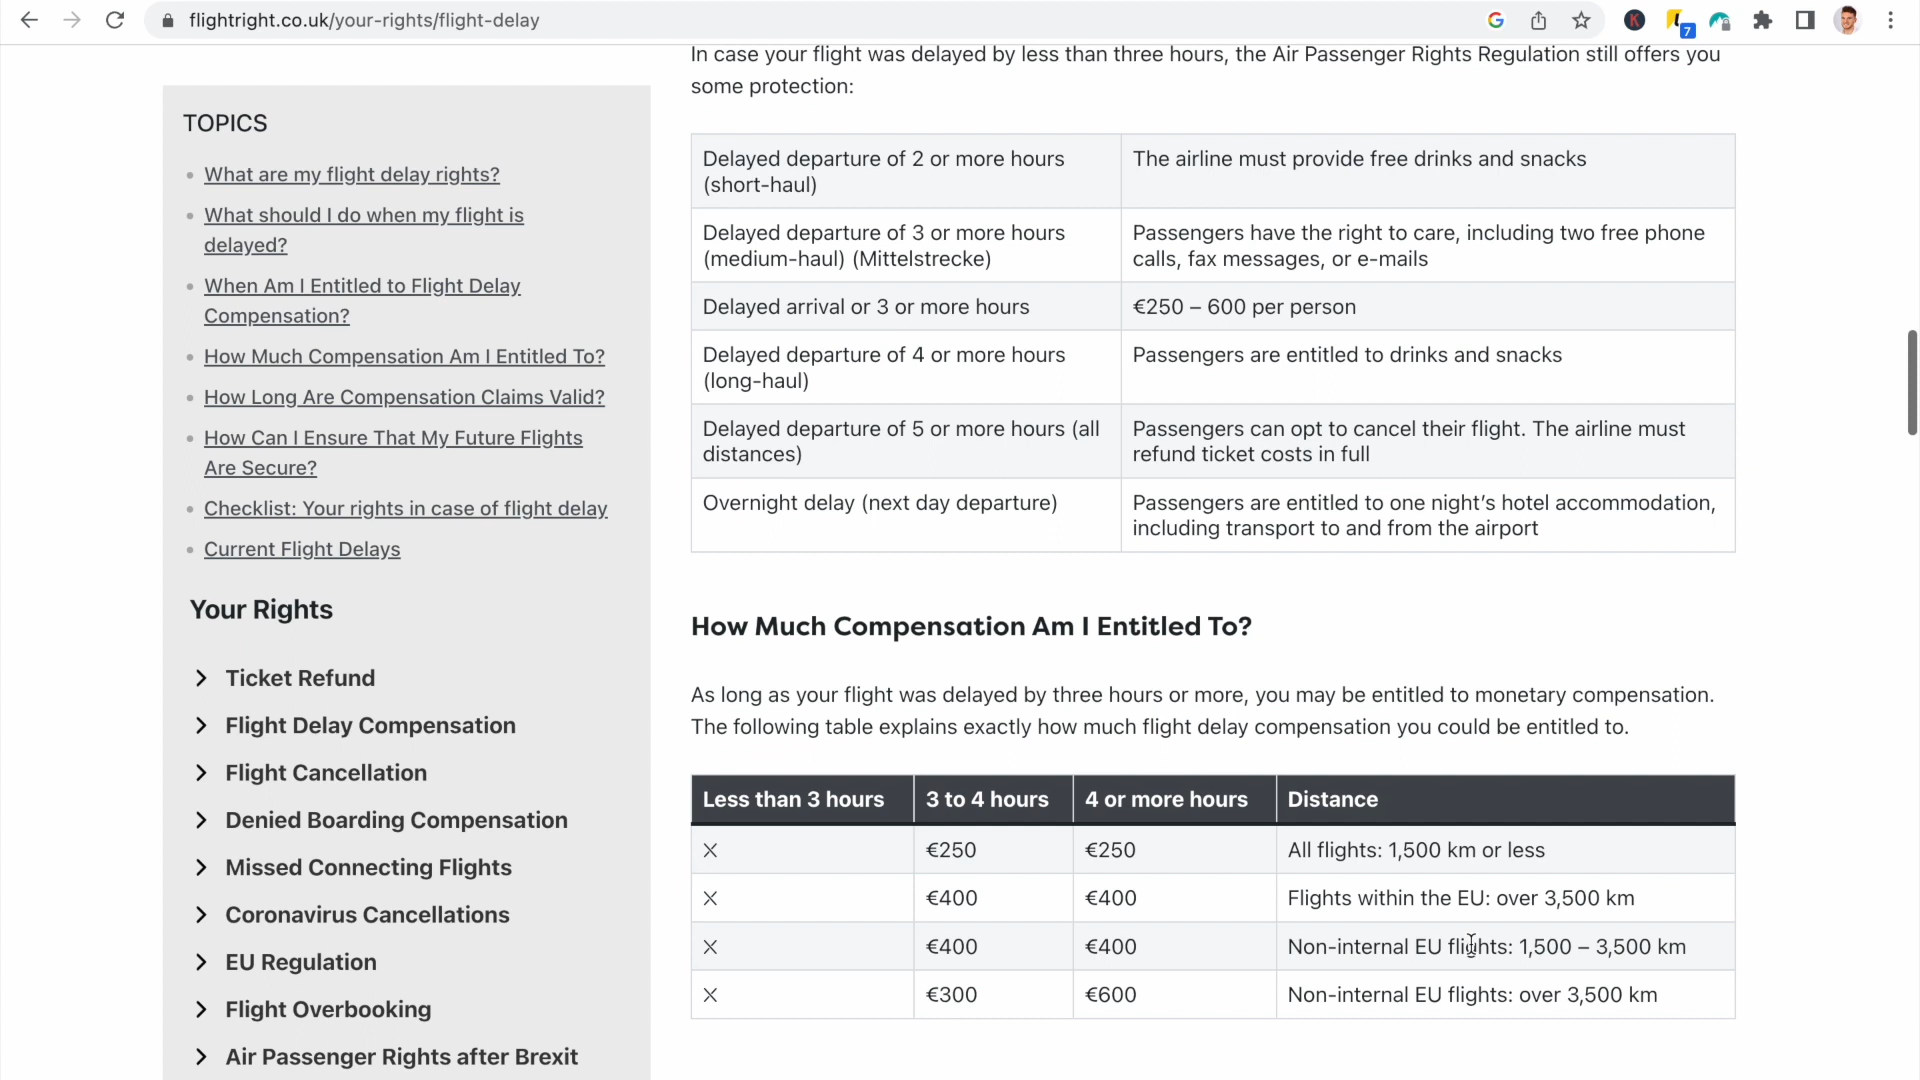 flightright.co.uk/your-rights/flight-delay
7
In case your flight was delayed by less than three hours, the Air Passenger Rights Regulation still offers you
some protection:
TOPICS
What are my flight delay rights?
What should I do when my flight is
delayed?
When Am I Entitled to Flight Delay
Compensation?
How Much Compensation Am I Entitled To?
How Long Are Compensation Claims Valid?
How Can I Ensure That My Future Flights
Are Secure?
Checklist: Your rights in case of flight delay
Current Flight Delays
Your Rights
Ticket Refund
Flight Delay Compensation
Flight Cancellation
Denied Boarding Compensation
Missed Connecting Flights
Coronavirus Cancellations
EU Regulation
Flight Overbooking
Air Passenger Rights after Brexit
Delayed departure of 2 or more hours
(short-haul)
The airline must provide free drinks and snacks
Delayed departure of 3 or more hours
(medium-haul) (Mittelstrecke)
Passengers have the right to care, including two free phone
calls, fax messages, or e-mails
Delayed arrival or 3 or more hours
€250 – 600 per person
Delayed departure of 4 or more hours
(long-haul)
Passengers are entitled to drinks and snacks
Delayed departure of 5 or more hours (all
distances)
Passengers can opt to cancel their flight. The airline must
refund ticket costs in full
Overnight delay (next day departure)
Passengers are entitled to one night’s hotel accommodation,
including transport to and from the airport
How Much Compensation Am I Entitled To?
As long as your flight was delayed by three hours or more, you may be entitled to monetary compensation.
The following table explains exactly how much flight delay compensation you could be entitled to.
Less than 3 hours 3 to 4 hours 4 or more hours Distance
X €250 €250 All flights: 1,500 km or less
X €400 €400 Flights within the EU: over 3,500 km
X €400 €400 Non-internal EU flights: 1,500 – 3,500 km
X €300 €600 Non-internal EU flights: over 3,500 km